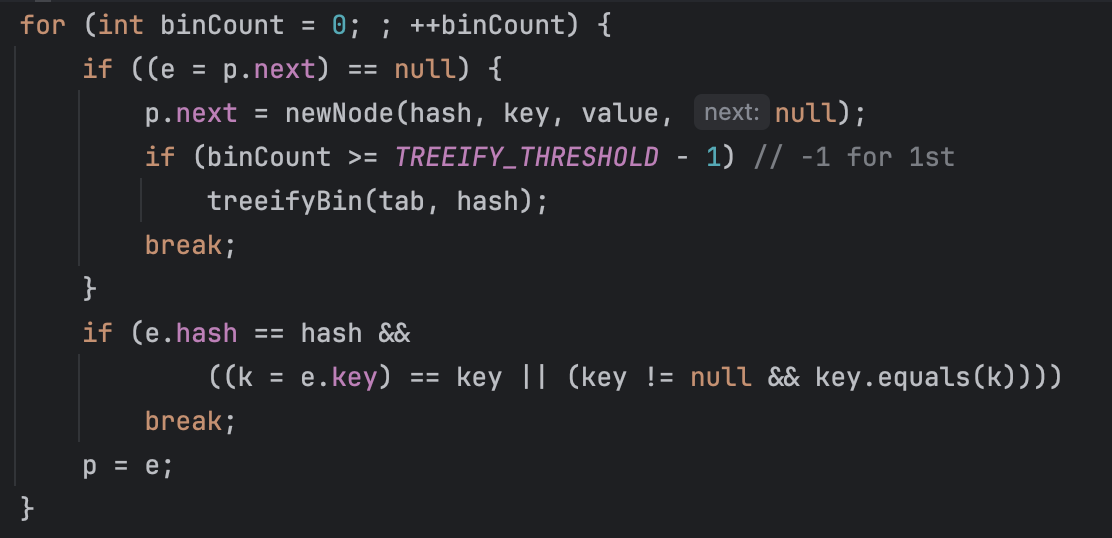 for (int binCount = 0; ; ++binCount) {
    if ((e = p.next) == null) {
        p.next = newNode(hash, key, value, next: null);
        if (binCount >= TREEIFY_THRESHOLD - 1) // -1 for 1st
            treeifyBin(tab, hash);
        break;
    }
    if (e.hash == hash &&
            ((k = e.key) == key || (key != null && key.equals(k))))
        break;
    p = e;
}